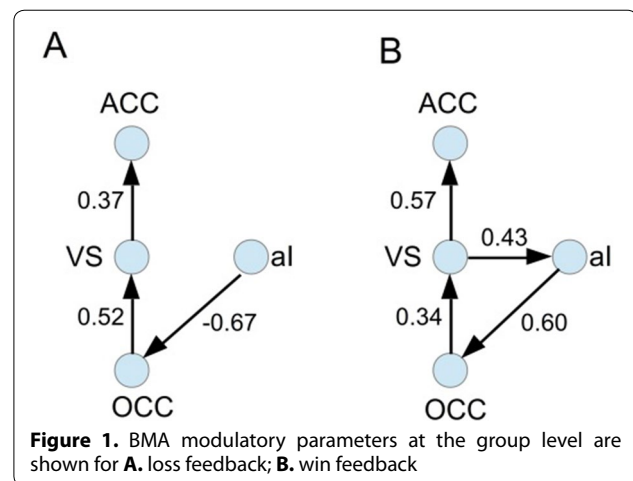 A
B
ACC
ACC
0.37
0.57
0.43
VS
aI
VS
aI
0.52
-0.67
0.34
0.60
OCC
OCC
Figure 1. BMA modulatory parameters at the group level are
shown for A. loss feedback; B. win feedback